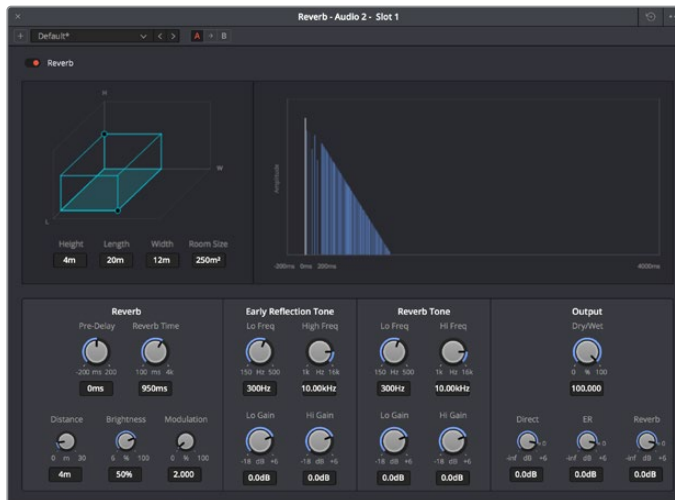 Reverb - Audio 2 - Slot 1
Default*
A
B
Reverb
H
W
L
Height Length Width Room Size
4m 20m 12m 250m²
Amplitude
-200ms 0ms 200ms 4000ms
Reverb
Pre-Delay Reverb Time
-200 ms 200 100 ms 4k
0ms 950ms
Distance Brightness Modulation
0 m 30 0 % 100 0 % 100
4m 50% 2.000
Early Reflection Tone
Lo Freq High Freq
150 Hz 500 1k Hz 16k
300Hz 10.00kHz
Lo Gain Hi Gain
-18 dB +6 -18 dB +6
0.0dB 0.0dB
Reverb Tone
Lo Freq Hi Freq
150 Hz 500 1k Hz 16k
300Hz 10.00kHz
Lo Gain Hi Gain
-18 dB +6 -18 dB +6
0.0dB 0.0dB
Output
Dry/Wet
0 % 100
100.000
Direct ER Reverb
0 0 0
-inf dB +6 -inf dB +6 -inf dB +6
0.0dB 0.0dB 0.0dB